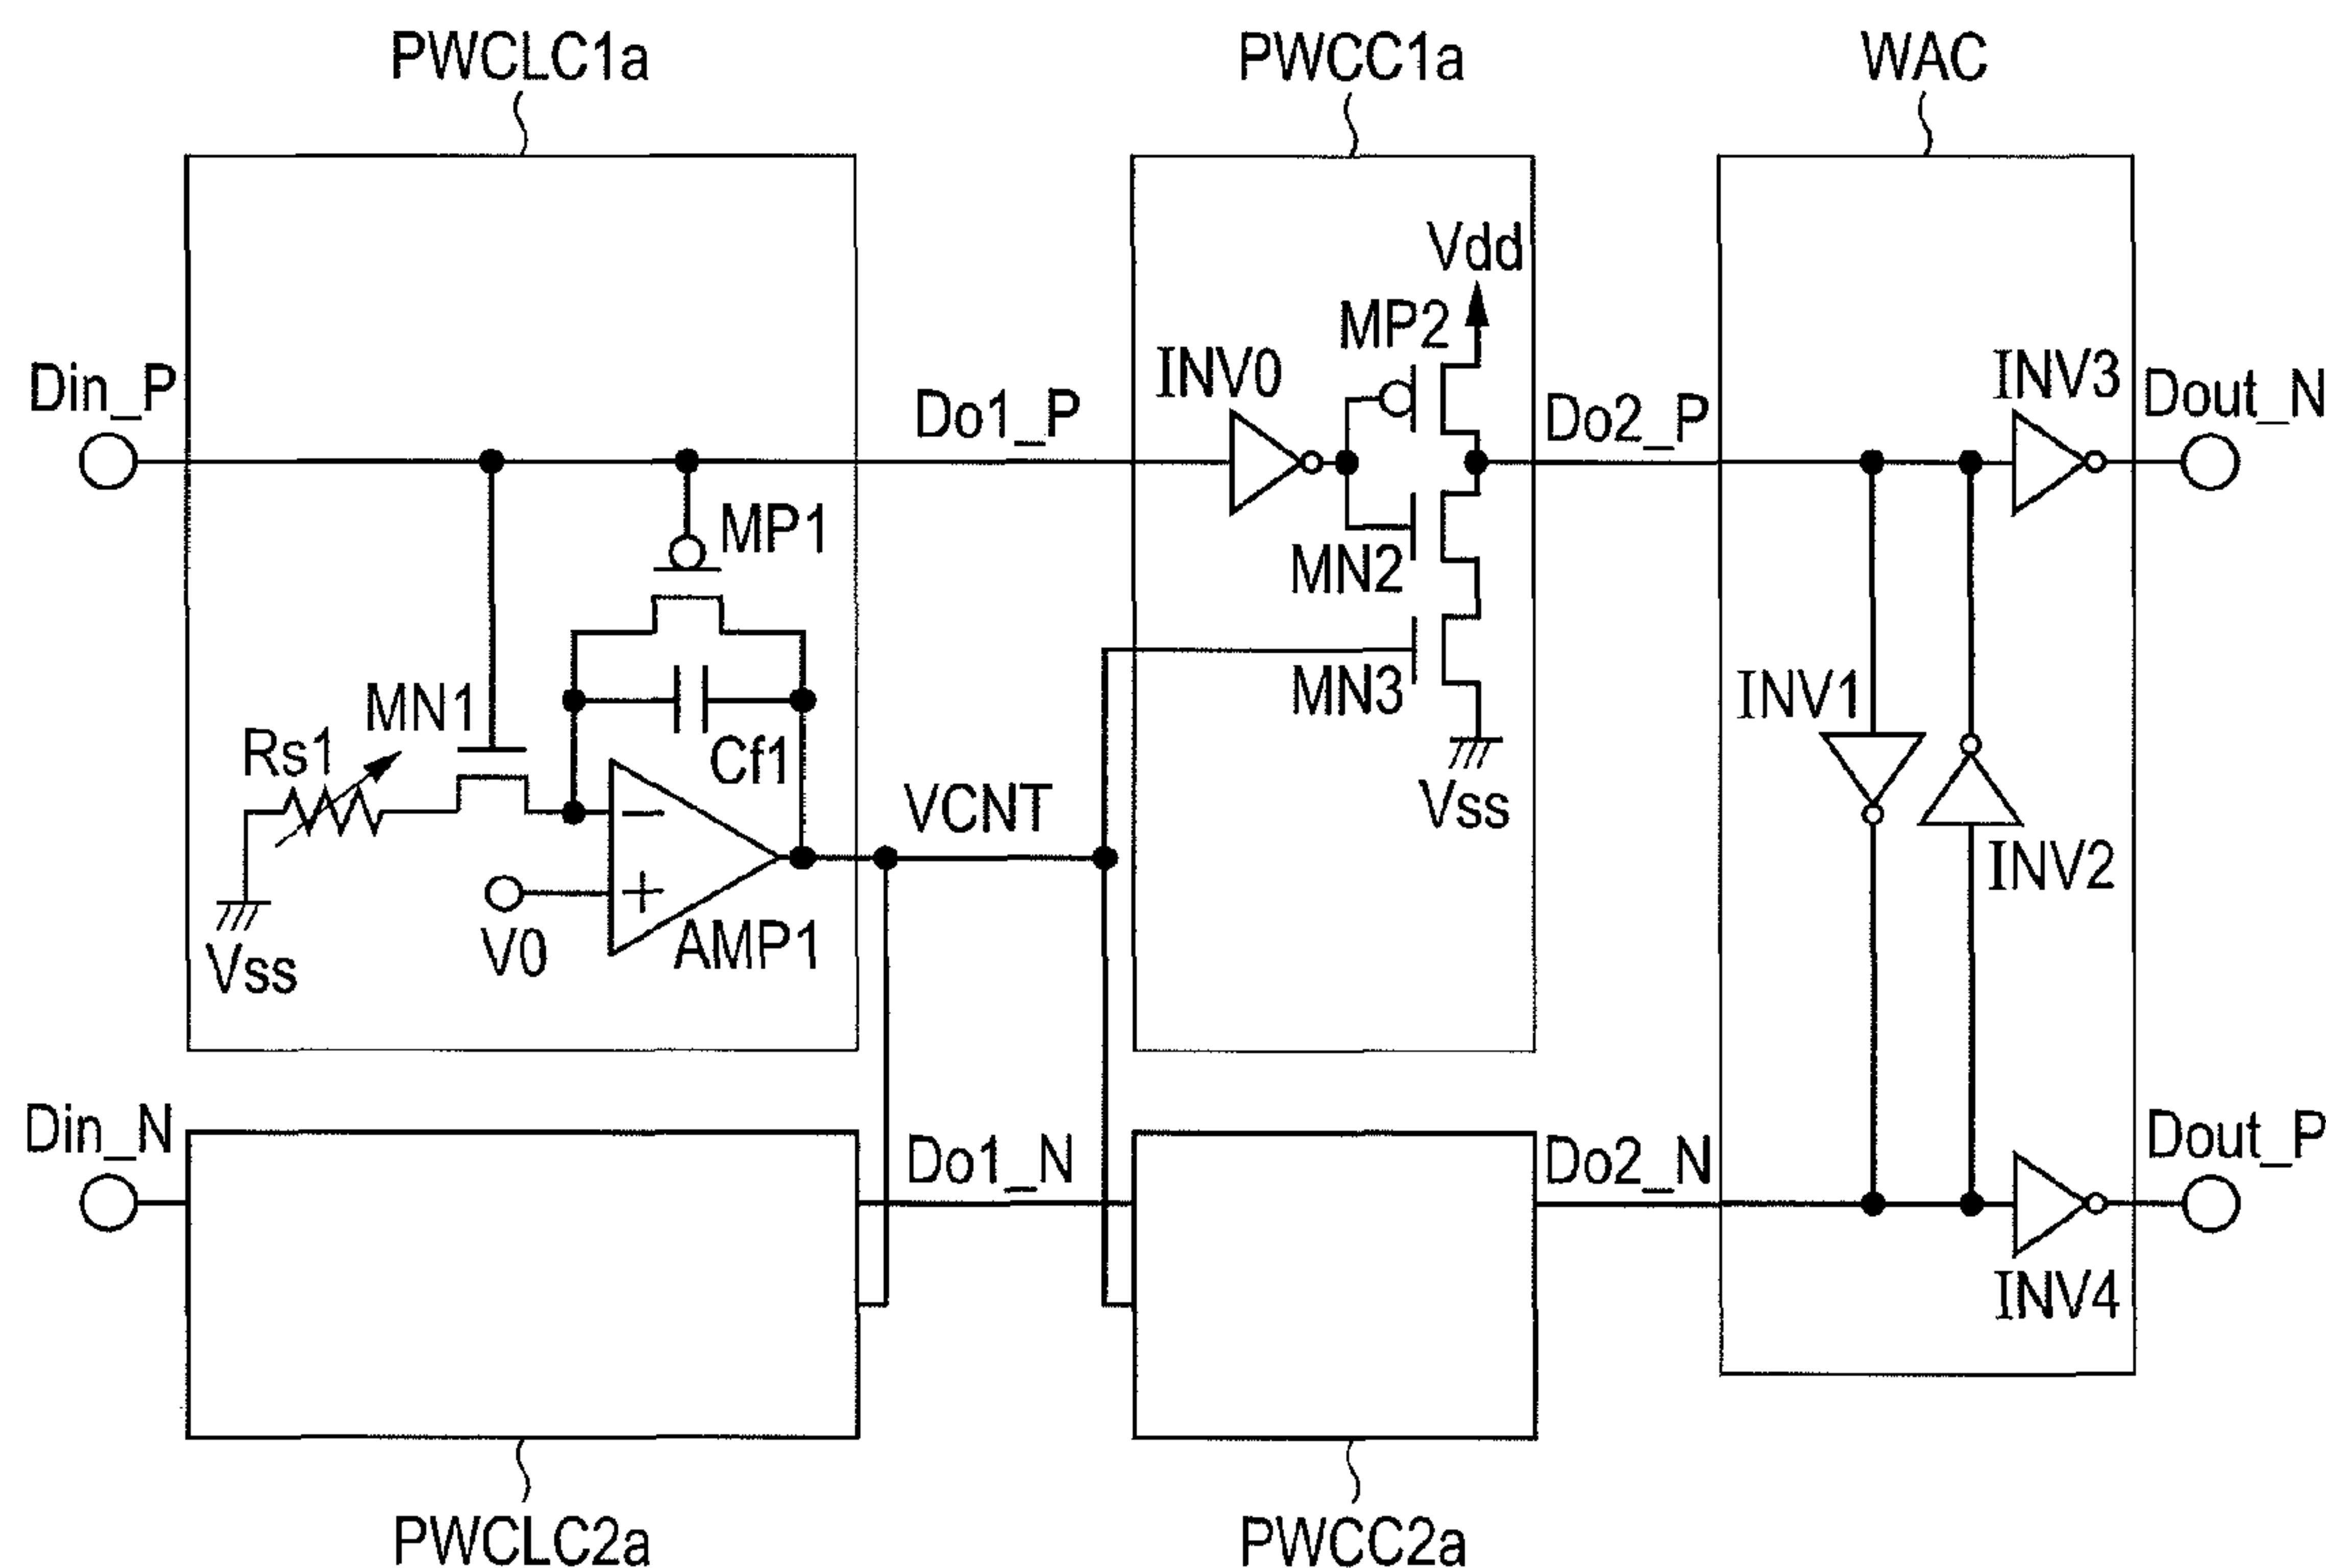 PWCLC1a
PWCC1a
WAC
Vdd
MP2
INV0
INV3
Din_P
Do1_P
Do2_P
Dout_N
MP1
MN2
MN3
MN1
INV1
Rs1
Cf1
VCNT
Vss
INV2
−
+
V0
AMP1
Vss
Din_N
Do1_N
Do2_N
Dout_P
INV4
PWCLC2a
PWCC2a